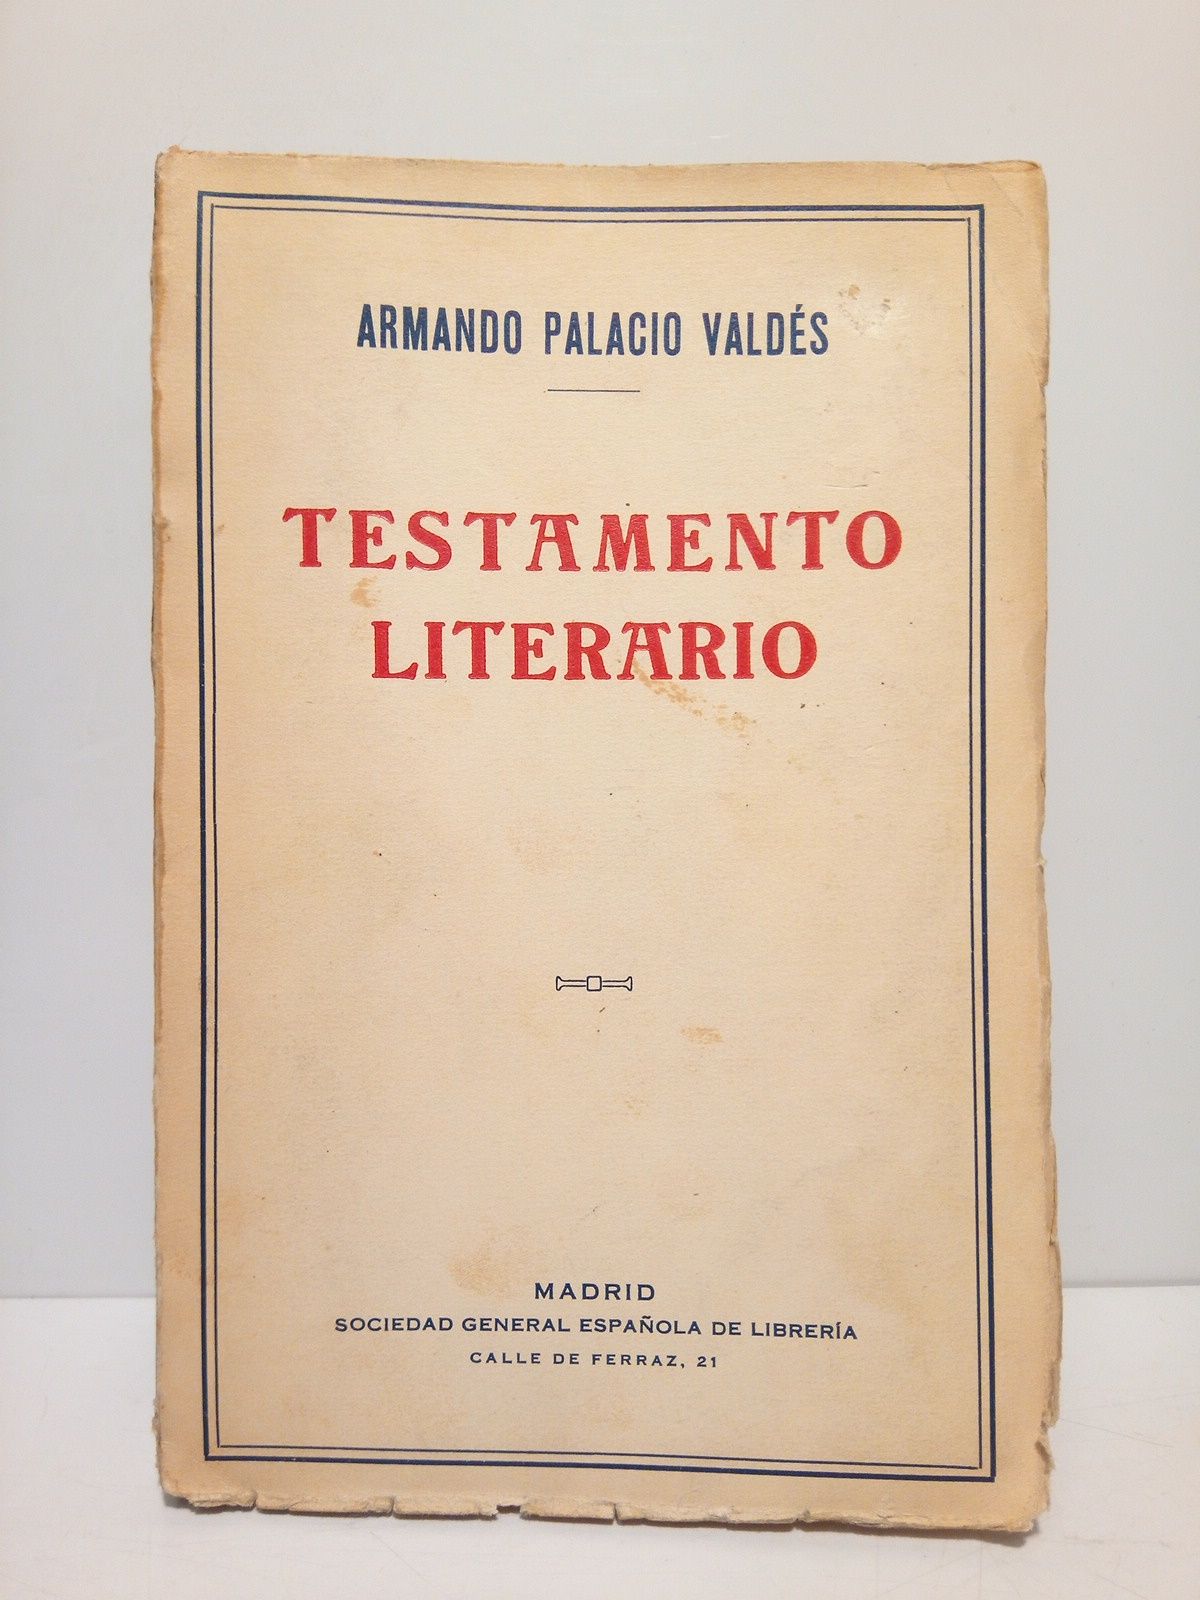 ARMANDO PALACIO VALDÉS
TESTAMENTO
LITERARIO
MADRID
SOCIEDAD GENERAL ESPAÑOLA DE LIBRERÍA
CALLE DE FERRAZ, 21